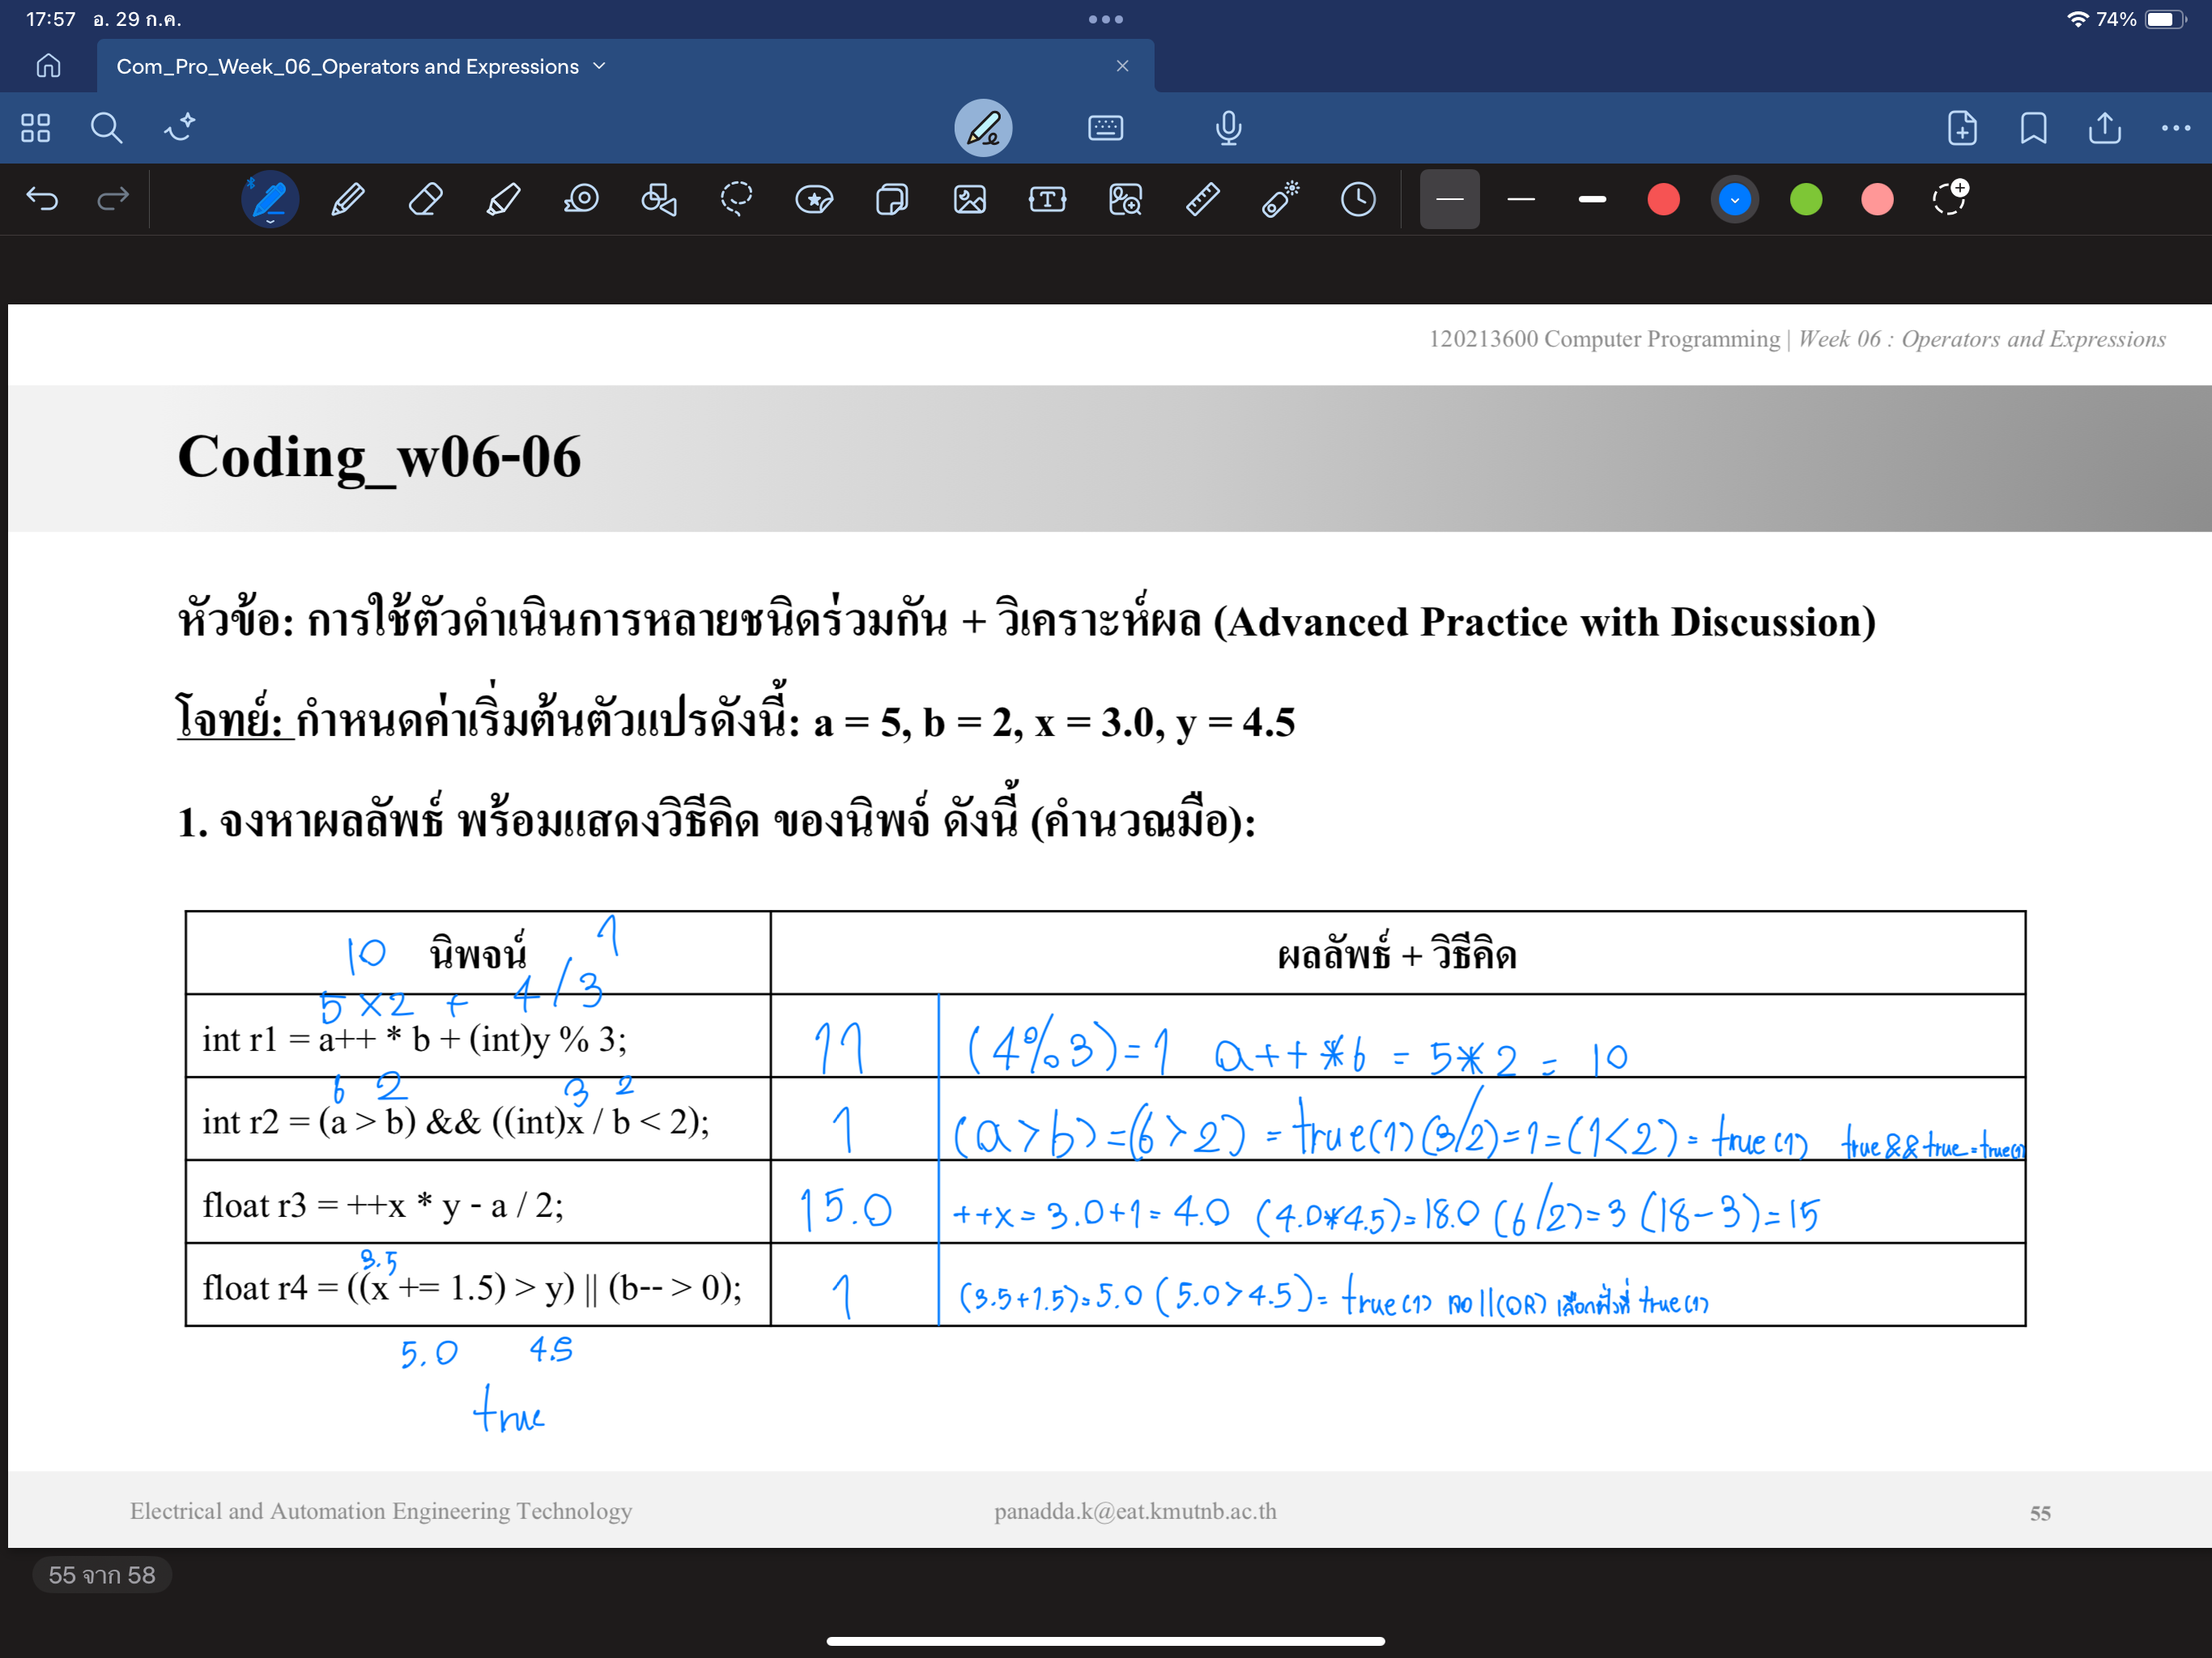 17:57 อ. 29 ก.ค.
74%
Com_Pro_Week_06_Operators and Expressions
120213600 Computer Programming | Week 06 : Operators and Expressions
Coding_w06-06
หัวข้อ: การใช้ตัวดำเนินการหลายชนิดร่วมกัน + วิเคราะห์ผล (Advanced Practice with Discussion)
โจทย์: กำหนดค่าเริ่มต้นตัวแปรดังนี้: a = 5, b = 2, x = 3.0, y = 4.5
1. จงหาผลลัพธ์ พร้อมแสดงวิธีคิด ของนิพจ์ ดังนี้ (คำนวณมือ):
10 นิพจน์ 1
ผลลัพธ์ + วิธีคิด
5 × 2 + 4 / 3
int r1 = a++ * b + (int)y % 3;
11
(4%3)=1 a++*b = 5*2 = 10
6 2 3 2
int r2 = (a > b) && ((int)x / b < 2);
1
(a>b)=(6>2) = true(1) (3/2)=1=(1<2)= true(1) true&&true=true(1)
float r3 = ++x * y - a / 2;
15.0
++x = 3.0+1= 4.0 (4.0*4.5)=18.0 (6/2)=3 (18-3)=15
3.5
float r4 = ((x += 1.5) > y) || (b-- > 0);
1
(3.5+1.5)=5.0 (5.0>4.5)= true(1) เจอ ||(OR) เลือกฝั่งที่ true(1)
5.0 4.5
true
Electrical and Automation Engineering Technology
panadda.k@eat.kmutnb.ac.th
55
55 จาก 58